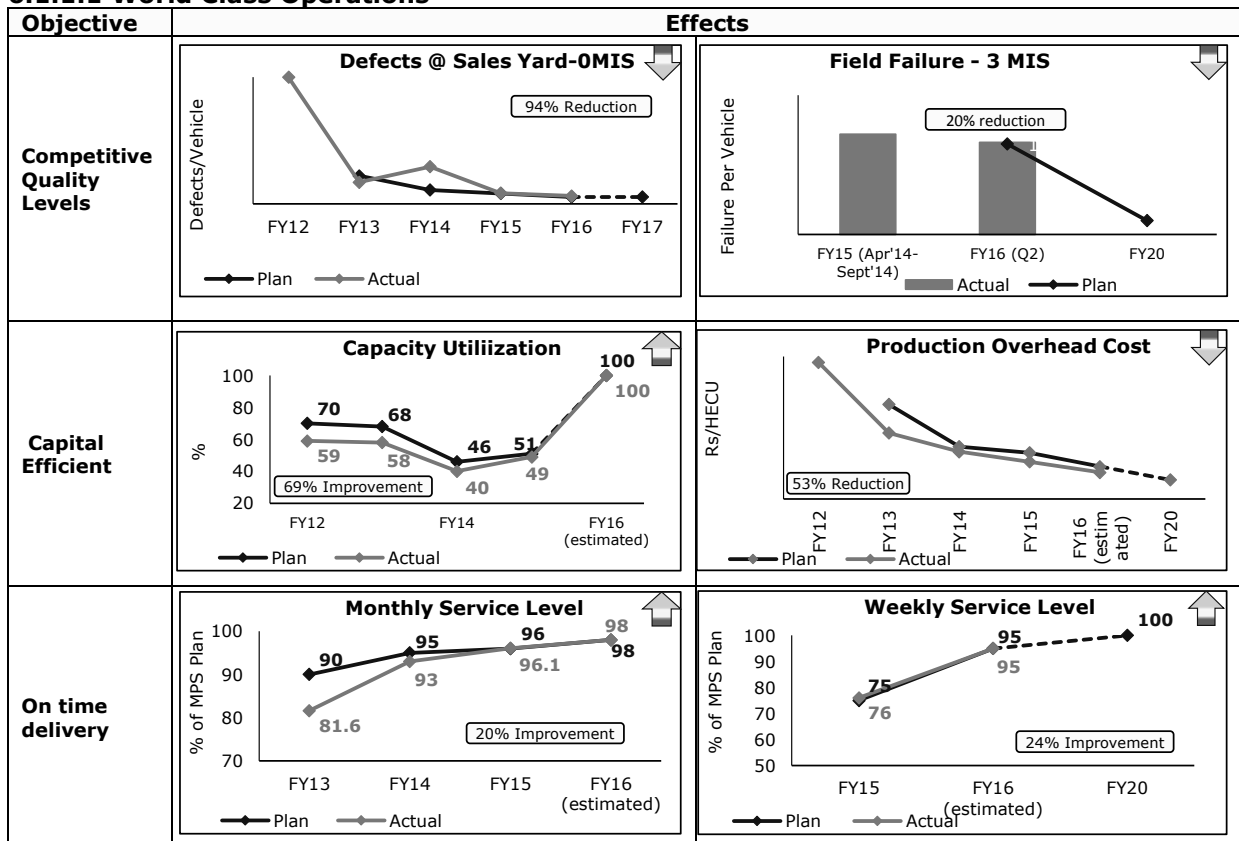 Objective
Effects
Competitive
Quality
Levels
Defects @ Sales Yard-0MIS
94% Reduction
Defects/Vehicle
FY12 FY13 FY14 FY15 FY16 FY17
Plan Actual
Field Failure - 3 MIS
20% reduction
Failure Per Vehicle
FY15 (Apr'14-
Sept'14)
FY16 (Q2)
FY20
Actual Plan
Capital
Efficient
Capacity Utiliization
100
80
60
40
20
%
70 68 46 51 100
59 58 40 49 100
69% Improvement
FY12 FY14 FY16
(estimated)
Plan Actual
Production Overhead Cost
Rs/HECU
53% Reduction
FY12
FY13
FY14
FY15
FY16
(estim
ated)
FY20
Plan Actual
On time
delivery
Monthly Service Level
100
90
80
70
% of MPS Plan
90 95 96 98
81.6 93 96.1 98
20% Improvement
FY13 FY14 FY15 FY16
(estimated)
Plan Actual
Weekly Service Level
100
90
80
70
60
50
% of MPS Plan
75 95 100
76 95
24% Improvement
FY15 FY16 FY20
(estimated)
Plan Actual